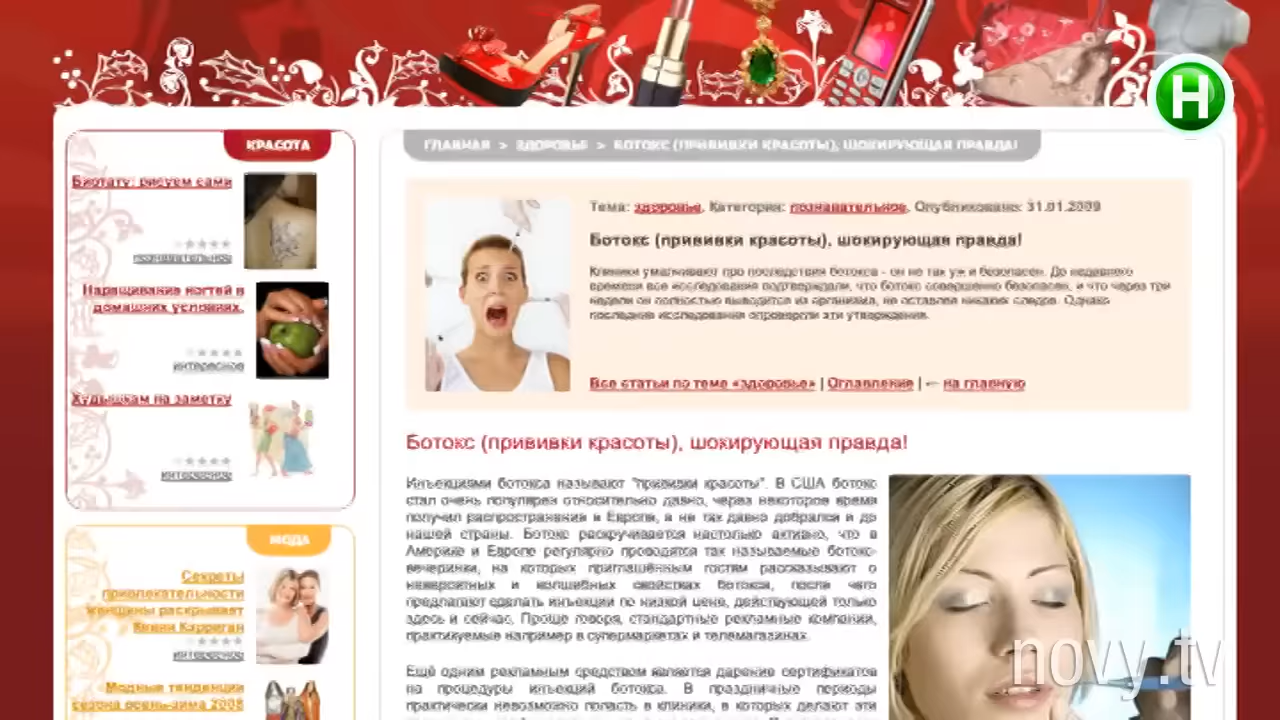 Н
КРАСОТА
Биотату: рисуем сами
познавательное
Наращивание ногтей в
домашних условиях.
интересное
Худышкам на заметку
интересное
МОДА
Секреты
привлекательности
женщины раскрывает
Кевин Карриган
интересное
Модные тенденции
сезона осень-зима 2008
ГЛАВНАЯ > ЗДОРОВЬЕ > БОТОКС (ПРИВИВКИ КРАСОТЫ), ШОКИРУЮЩАЯ ПРАВДА!
Тема: здоровье. Категория: познавательное. Опубликовано: 31.01.2009
Ботокс (прививки красоты), шокирующая правда!
Клиники умалчивают про последствия ботокса - он не так уж и безопасен. До недавнего
времени все исследования подтверждали, что ботокс совершенно безопасен, и что через три
недели он полностью выводится из организма, не оставляя никаких следов. Однако
последние исследования опровергли эти утверждения.
Все статьи по теме «здоровье» | Оглавление | ← на главную
Ботокс (прививки красоты), шокирующая правда!
Инъекциями ботокса называют "прививки красоты". В США ботокс
стал очень популярен относительно давно, через некоторое время
получил распространение в Европе, а не так давно добрался и до
нашей страны. Ботокс раскручивается настолько активно, что в
Америке и Европе регулярно проводятся так называемые ботокс-
вечеринки, на которых приглашённым гостям рассказывают о
невероятных и волшебных свойствах ботокса, после чего
предлагают сделать инъекции по низкой цене, действующей только
здесь и сейчас. Проще говоря, стандартные рекламные компании,
практикуемые например в супермаркетах и телемагазинах.
Ещё одним рекламным средством является дарение сертификатов
на процедуры инъекций ботокса. В праздничные периоды
практически невозможно попасть в клиники, в которых делают эти
novy.tv